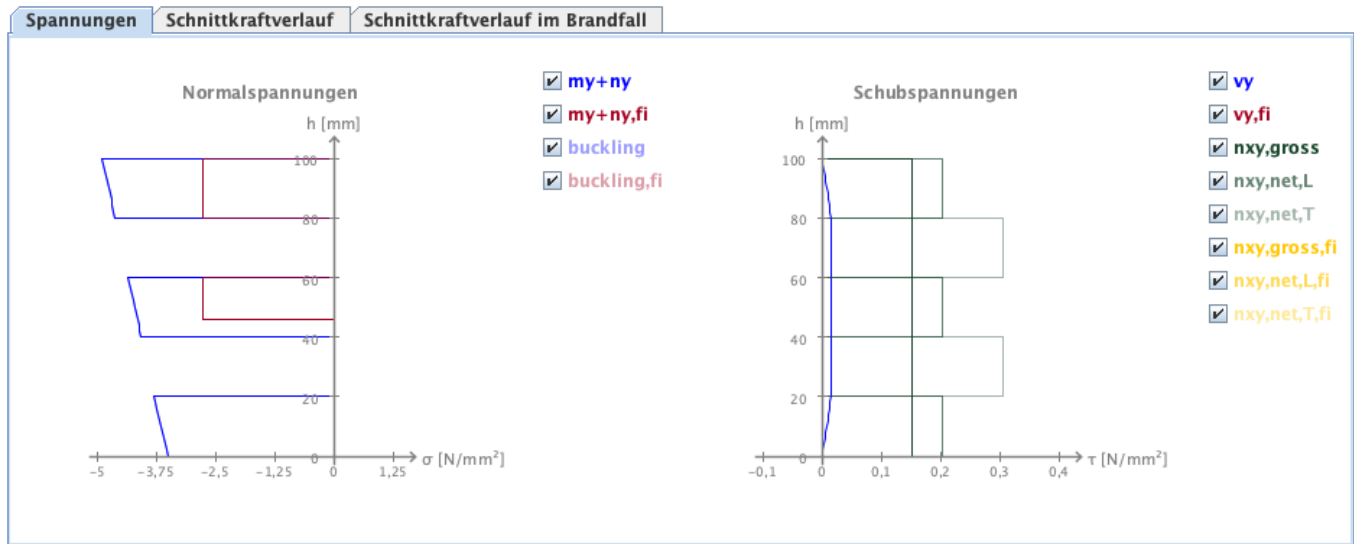 Spannungen Schnittkraftverlauf Schnittkraftverlauf im Brandfall
Normalspannungen
h [mm]
100
80
60
40
20
0
-5 -3,75 -2,5 -1,25 0 1,25
σ [N/mm²]
my+ny
my+ny,fi
buckling
buckling,fi
Schubspannungen
h [mm]
100
80
60
40
20
0
-0,1 0 0,1 0,2 0,3 0,4
τ [N/mm²]
vy
vy,fi
nxy,gross
nxy,net,L
nxy,net,T
nxy,gross,fi
nxy,net,L,fi
nxy,net,T,fi